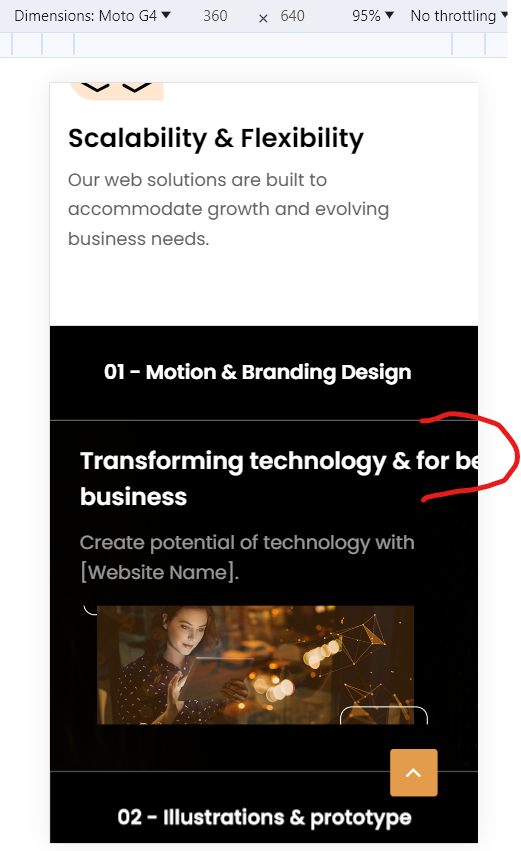 Dimensions: Moto G4 360 × 640 95% No throttling
Scalability & Flexibility
Our web solutions are built to
accommodate growth and evolving
business needs.
01 - Motion & Branding Design
Transforming technology & for be
business
Create potential of technology with
[Website Name].
02 - Illustrations & prototype